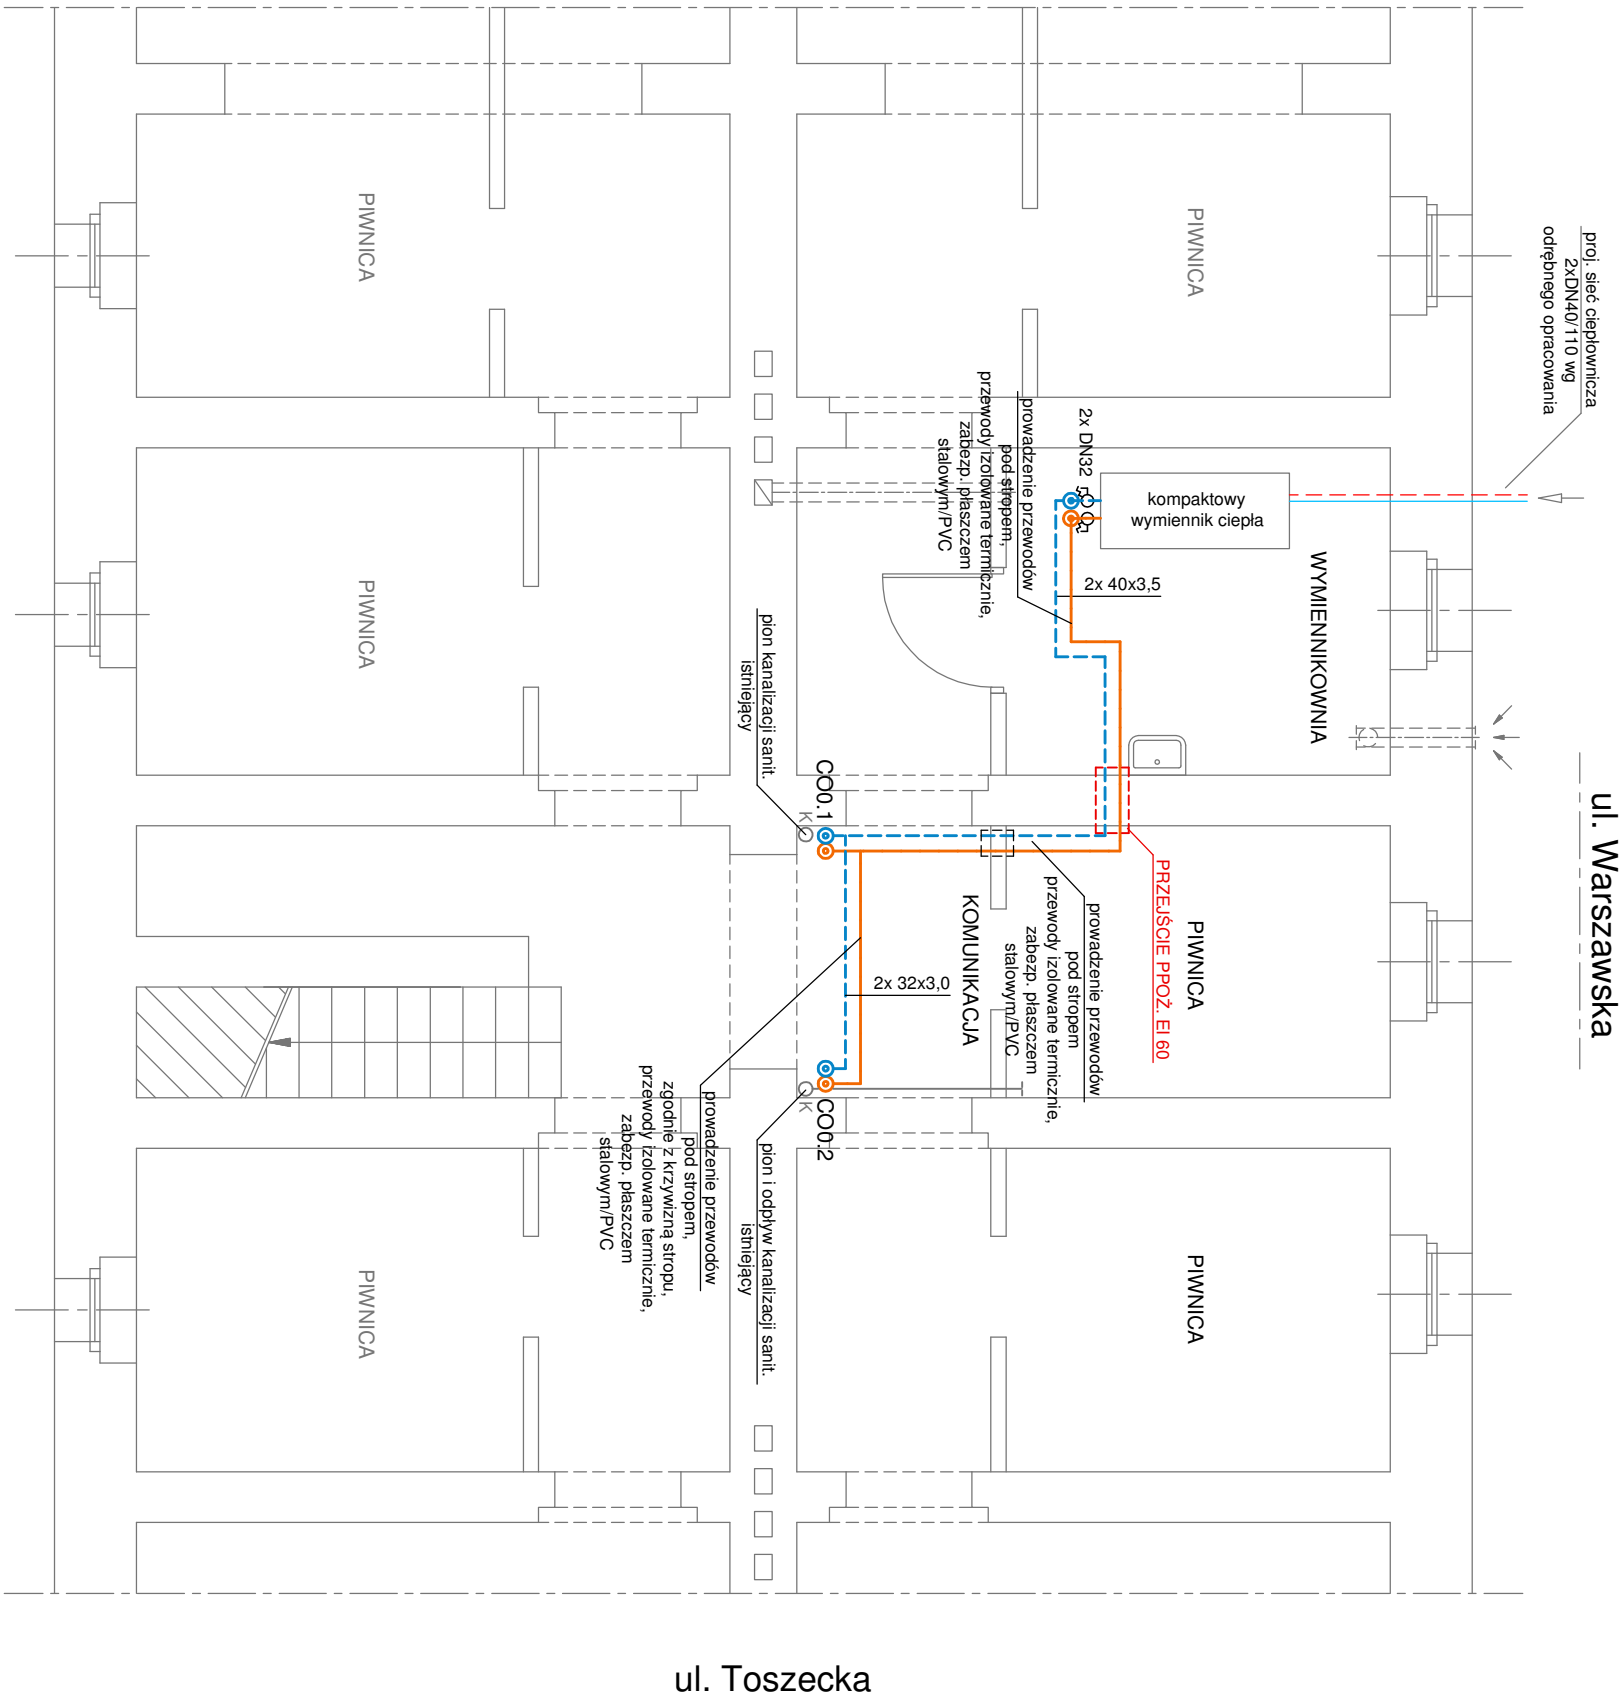 PIWNICA
PIWNICA
proj. sieć ciepłownicza
2xDN40/110 wg
odrębnego opracowania
2x DN32
kompaktowy
wymiennik ciepła
prowadzenie przewodów
pod stropem,
przewody izolowane termicznie,
zabezp. płaszczem
stalowym/PVC
2x 40x3,5
WYMIENNIKOWNIA
PIWNICA
pion kanalizacji sanit.
istniejący
ul. Warszawska
CO0.1
K
PRZEJŚCIE PPOŻ. EI 60
PIWNICA
prowadzenie przewodów
pod stropem
przewody izolowane termicznie,
zabezp. płaszczem
stalowym/PVC
KOMUNIKACJA
2x 32x3,0
CO0.2
K
prowadzenie przewodów
pod stropem,
zgodnie z krzywizną stropu,
przewody izolowane termicznie,
zabezp. płaszczem
stalowym/PVC
pion i odpływ kanalizacji sanit.
istniejący
PIWNICA
PIWNICA
ul. Toszecka